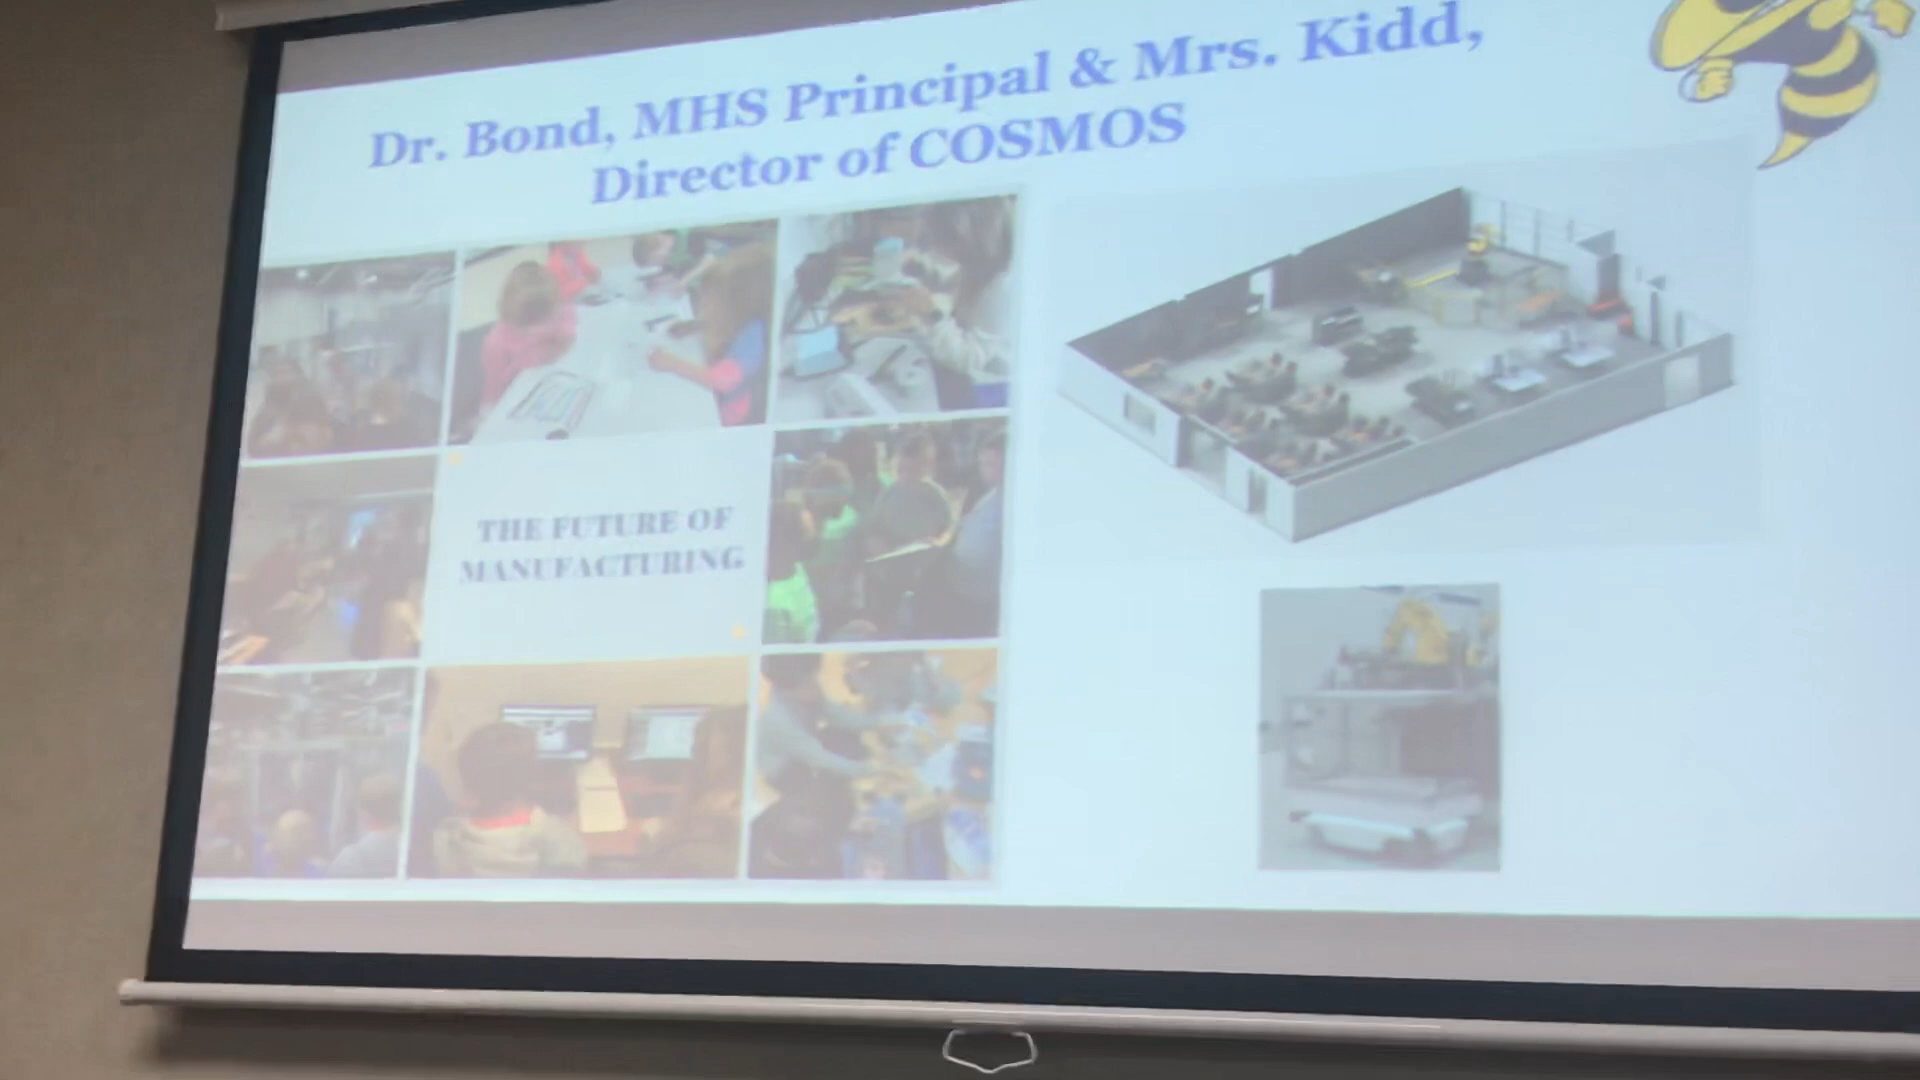 Dr. Bond, MHS Principal & Mrs. Kidd,
Director of COSMOS
THE FUTURE OF
MANUFACTURING